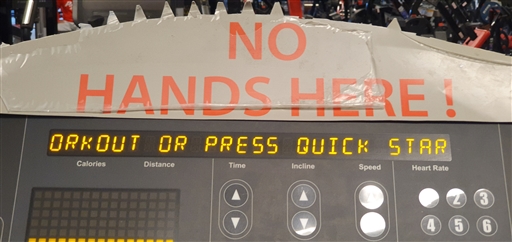 NO
HANDS HERE !
ORKOUT OR PRESS QUICK STAR
Calories Distance Time Incline Speed Heart Rate
2 3
4 5 6